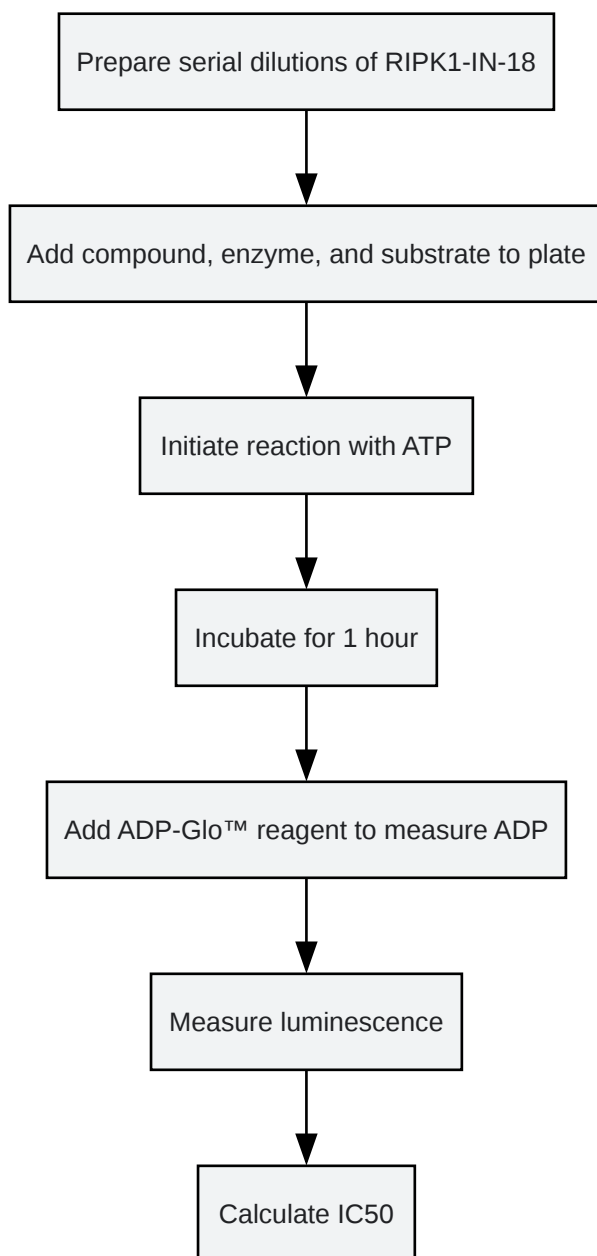 Prepare serial dilutions of RIPK1-IN-18
Add compound, enzyme, and substrate to plate
Initiate reaction with ATP
Incubate for 1 hour
Add ADP-Glo™ reagent to measure ADP
Measure luminescence
Calculate IC50